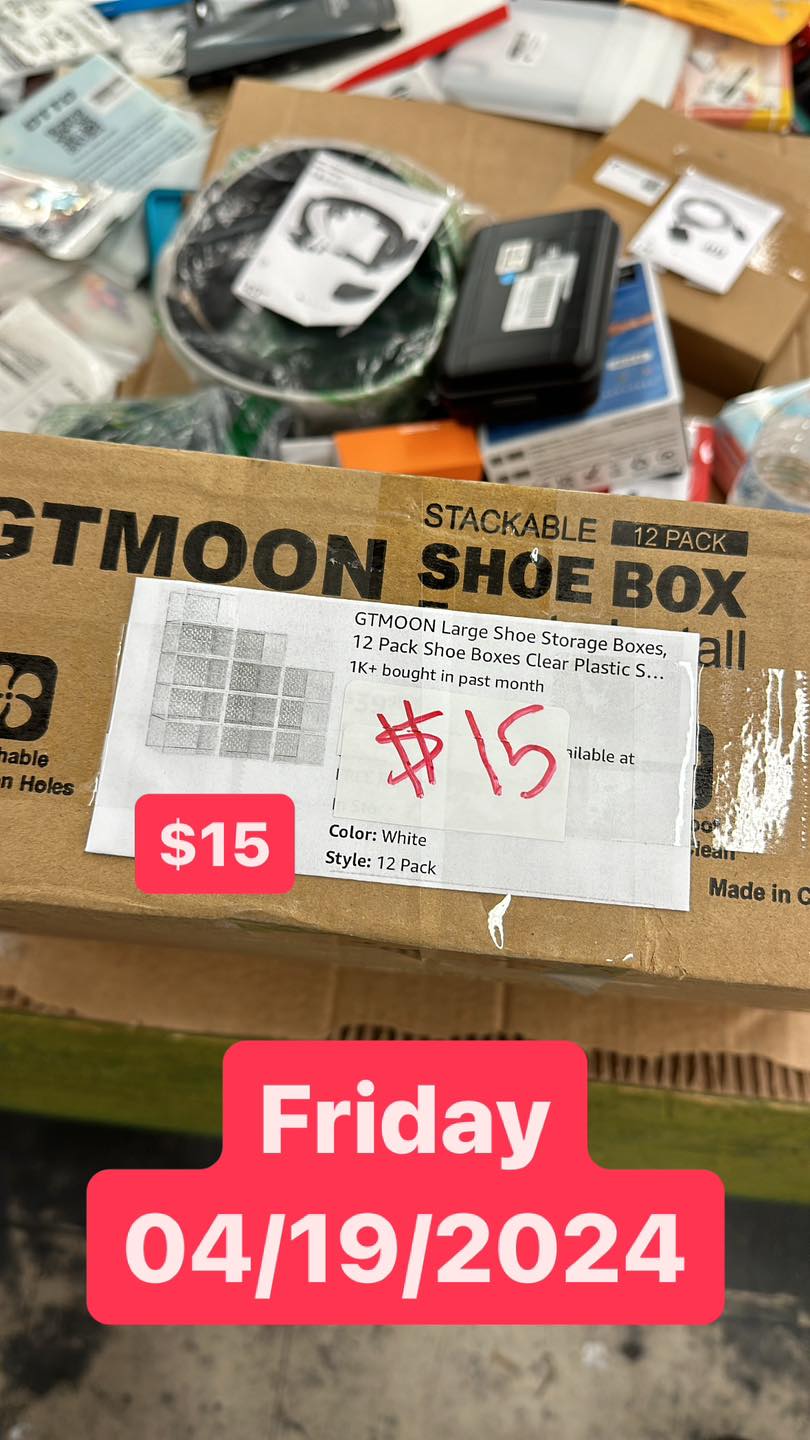 GTMOON
STACKABLE 12 PACK
SHOE BOX
GTMOON Large Shoe Storage Boxes,
12 Pack Shoe Boxes Clear Plastic S...
1K+ bought in past month
$15
ailable at
Color: White
Style: 12 Pack
$15
n Holes
Made in C
Friday
04/19/2024